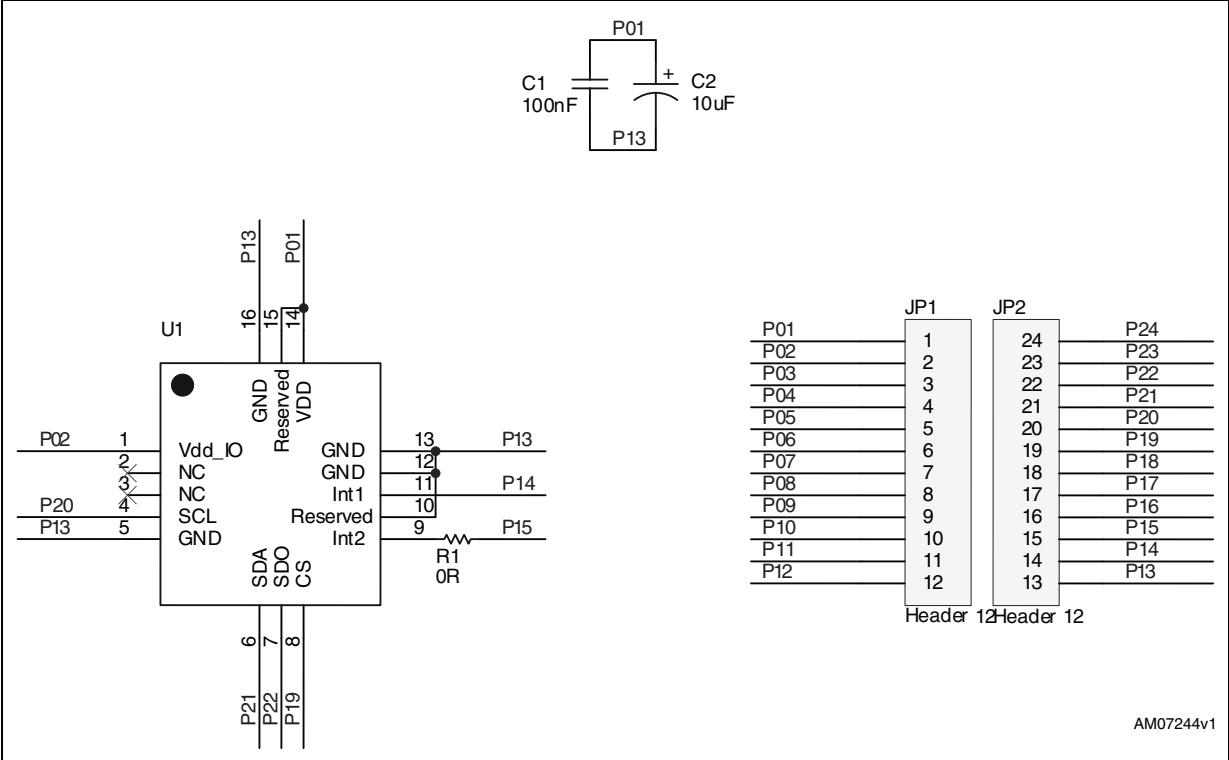 P01
C1
100nF
+
C2
10uF
P13
P13
P01
16
15
14
U1
GND
Reserved
VDD
P02
1
Vdd_IO
2
NC
3
NC
P20
4
SCL
P13
5
GND
GND
13
P13
GND
12
Int1
11
P14
Reserved
10
Int2
9
P15
R1
0R
SDA
SDO
CS
6
7
8
P21
P22
P19
JP1
JP2
P01
1
24
P24
P02
2
23
P23
P03
3
22
P22
P04
4
21
P21
P05
5
20
P20
P06
6
19
P19
P07
7
18
P18
P08
8
17
P17
P09
9
16
P16
P10
10
15
P15
P11
11
14
P14
P12
12
13
P13
Header 12
Header 12
AM07244v1